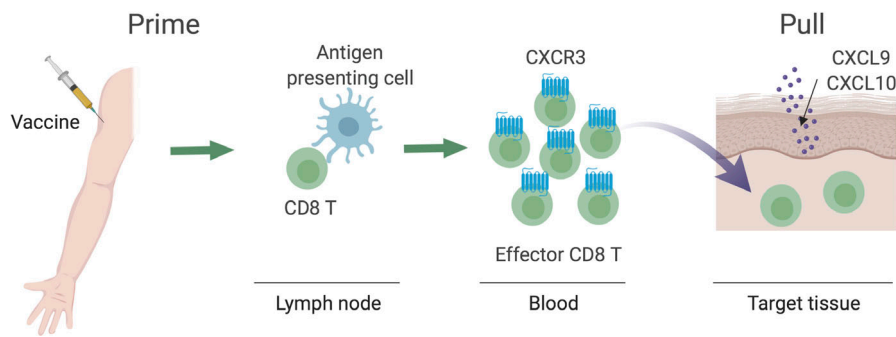 Prime
Pull
Vaccine
Antigen
presenting cell
CD8 T
CXCR3
Effector CD8 T
CXCL9
CXCL10
Lymph node
Blood
Target tissue